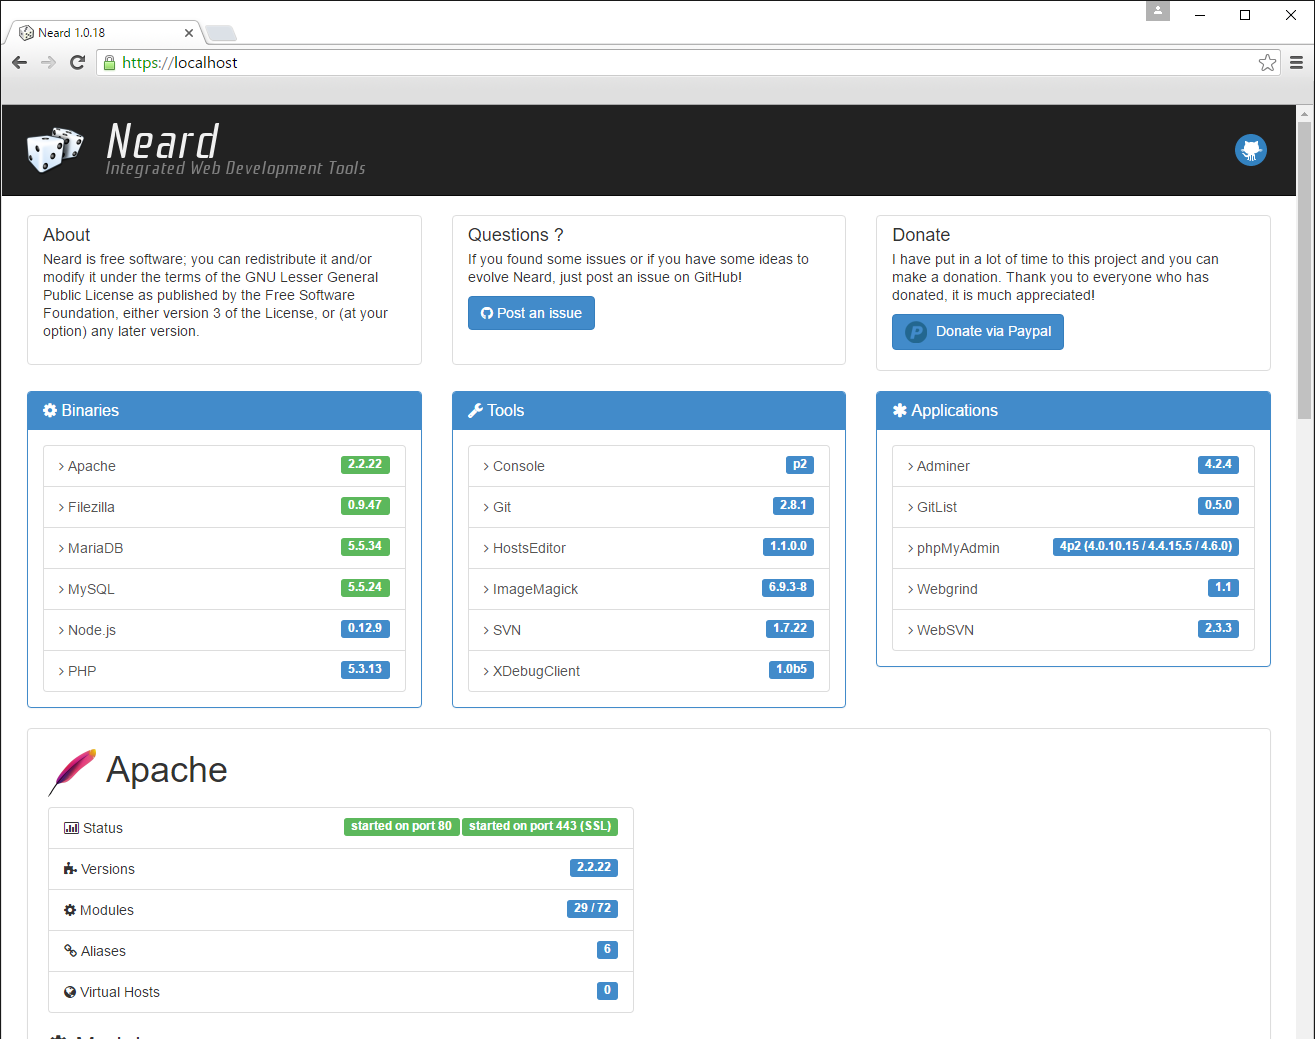 Neard 1.0.18
https://localhost
Neard
Integrated Web Development Tools
About
Neard is free software; you can redistribute it and/or
modify it under the terms of the GNU Lesser General
Public License as published by the Free Software
Foundation, either version 3 of the License, or (at your
option) any later version.
Questions ?
If you found some issues or if you have some ideas to
evolve Neard, just post an issue on GitHub!
Post an issue
Donate
I have put in a lot of time to this project and you can
make a donation. Thank you to everyone who has
donated, it is much appreciated!
Donate via Paypal
Binaries
Apache 2.2.22
Filezilla 0.9.47
MariaDB 5.5.34
MySQL 5.5.24
Node.js 0.12.9
PHP 5.3.13
Tools
Console p2
Git 2.8.1
HostsEditor 1.1.0.0
ImageMagick 6.9.3-8
SVN 1.7.22
XDebugClient 1.0b5
Applications
Adminer 4.2.4
GitList 0.5.0
phpMyAdmin 4p2 (4.0.10.15 / 4.4.15.5 / 4.6.0)
Webgrind 1.1
WebSVN 2.3.3
Apache
Status started on port 80 started on port 443 (SSL)
Versions 2.2.22
Modules 29 / 72
Aliases 6
Virtual Hosts 0